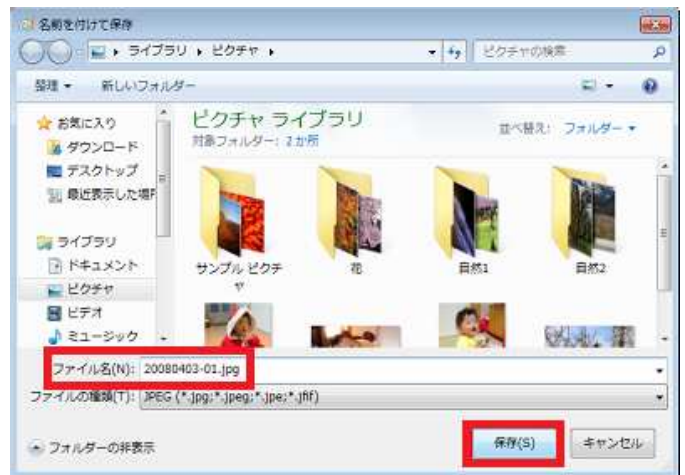 名前を付けて保存
ライブラリ ピクチャ
ピクチャの検索
整理 新しいフォルダー
お気に入り
ダウンロード
デスクトップ
最近表示した場所
ライブラリ
ドキュメント
ピクチャ
ビデオ
ミュージック
ピクチャ ライブラリ
対象フォルダー: 2 か所
並べ替え: フォルダー
サンプル ピクチャ
花
自然1
自然2
ファイル名(N): 20080403-01.jpg
ファイルの種類(T): JPEG (*.jpg;*.jpeg;*.jpe;*.jfif)
フォルダーの非表示
保存(S)
キャンセル